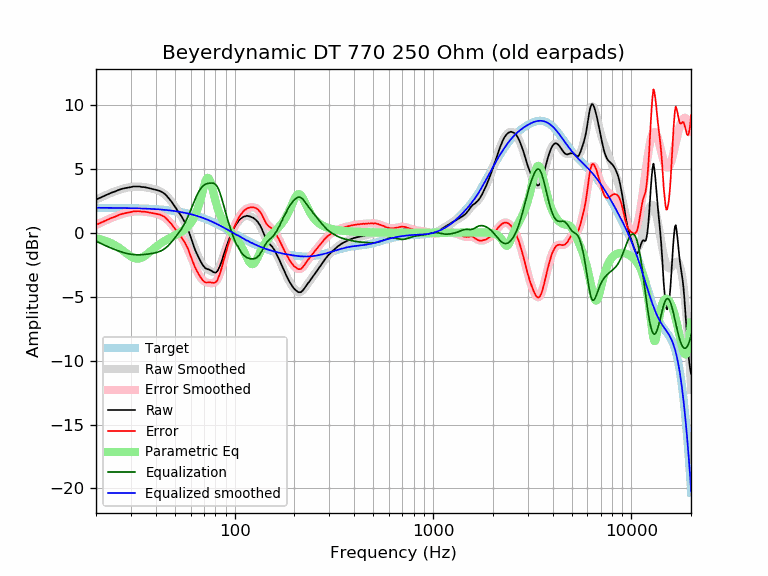 Beyerdynamic DT 770 250 Ohm (old earpads)
Amplitude (dBr)
10
5
0
−5
−10
−15
−20
Target
Raw Smoothed
Error Smoothed
Raw
Error
Parametric Eq
Equalization
Equalized smoothed
100
1000
10000
Frequency (Hz)